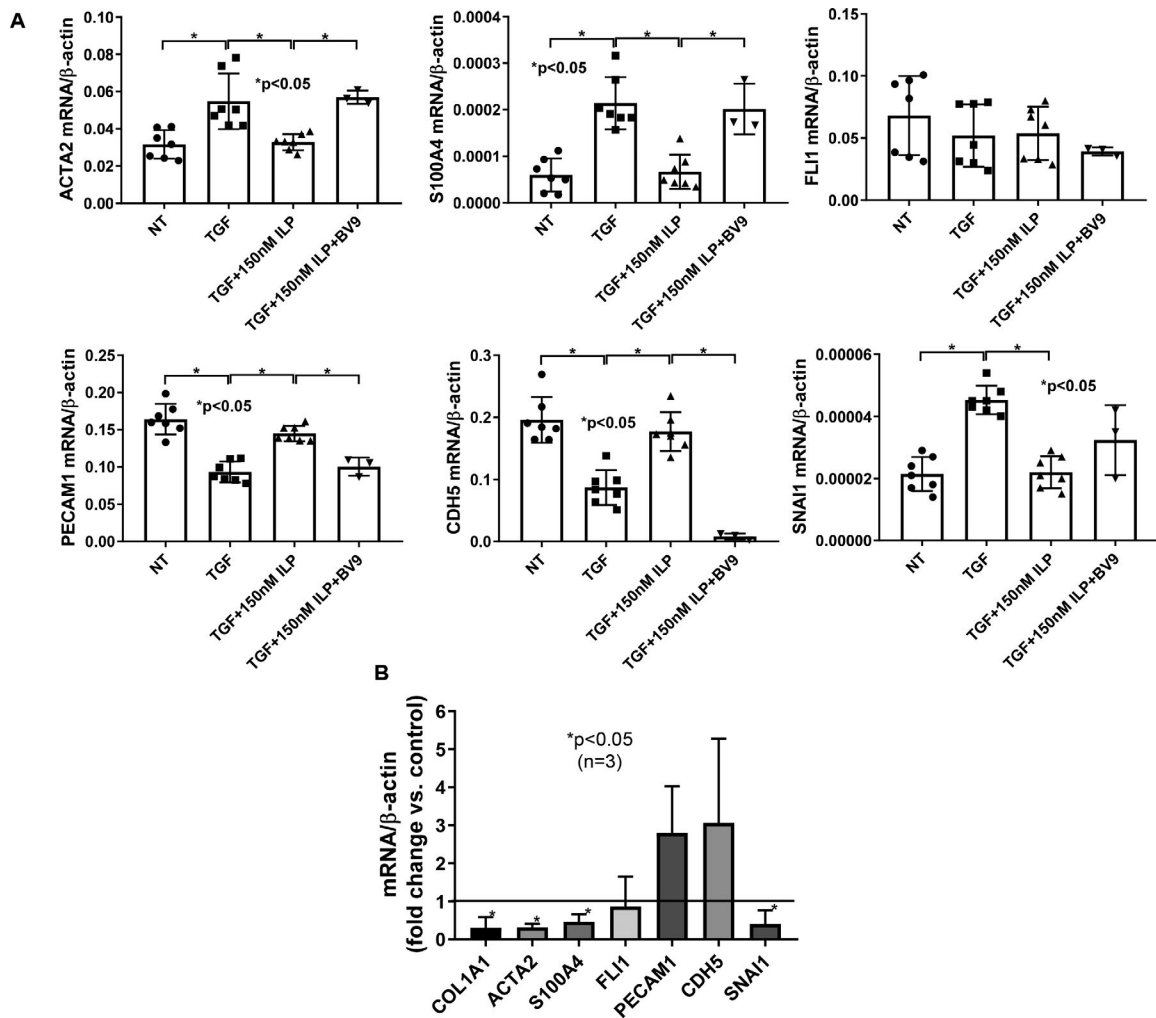 A
ACTA2 mRNA/β-actin
0.10
0.08
0.06
0.04
0.02
0.00
* * *
*p<0.05
NT
TGF
TGF+150nM ILP
TGF+150nM ILP+BV9
S100A4 mRNA/β-actin
0.0004
0.0003
0.0002
0.0001
0.0000
* * *
*p<0.05
NT
TGF
TGF+150nM ILP
TGF+150nM ILP+BV9
FLI1 mRNA/β-actin
0.15
0.10
0.05
0.00
NT
TGF
TGF+150nM ILP
TGF+150nM ILP+BV9
PECAM1 mRNA/β-actin
0.25
0.20
0.15
0.10
0.05
0.00
* * *
*p<0.05
NT
TGF
TGF+150nM ILP
TGF+150nM ILP+BV9
CDH5 mRNA/β-actin
0.3
0.2
0.1
0.0
* * *
*p<0.05
NT
TGF
TGF+150nM ILP
TGF+150nM ILP+BV9
SNAI1 mRNA/β-actin
0.00006
0.00004
0.00002
0.00000
* *
*p<0.05
NT
TGF
TGF+150nM ILP
TGF+150nM ILP+BV9
B
mRNA/β-actin
(fold change vs. control)
6
5
4
3
2
1
0
*p<0.05
(n=3)
* * * *
COL1A1
ACTA2
S100A4
FLI1
PECAM1
CDH5
SNAI1